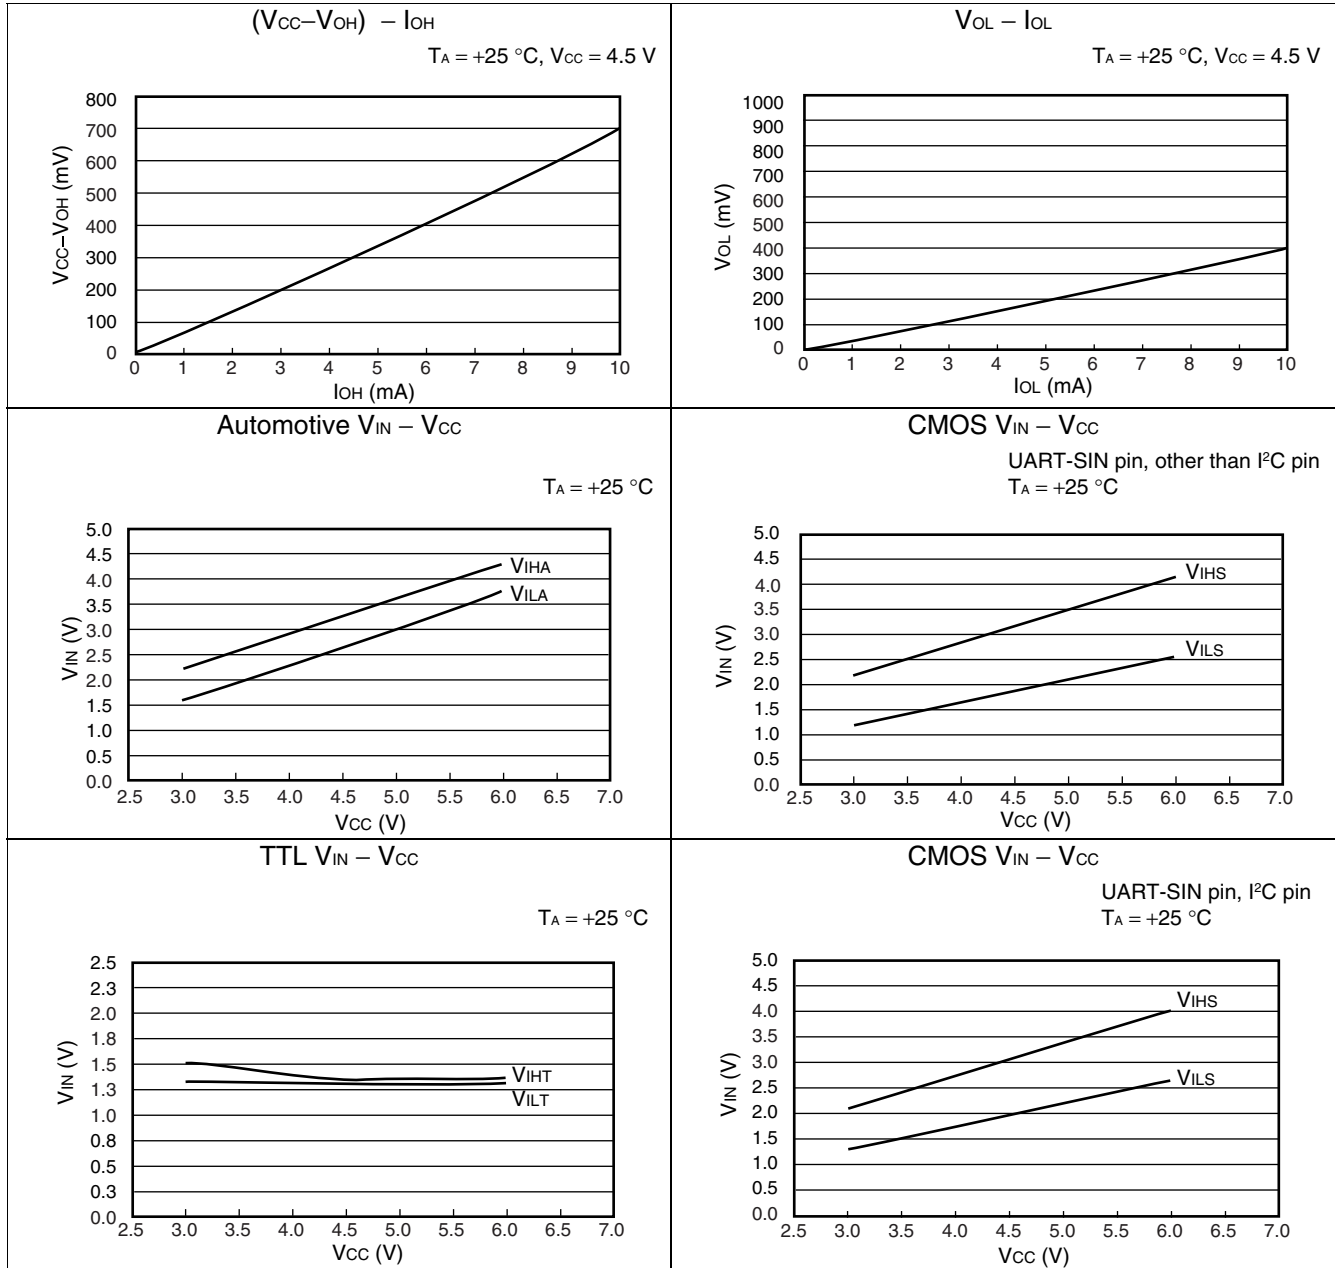 (VCC–VOH) – IOH
TA = +25 °C, VCC = 4.5 V
800
700
600
500
400
300
200
100
0
VCC–VOH (mV)
0 1 2 3 4 5 6 7 8 9 10
IOH (mA)
VOL – IOL
TA = +25 °C, VCC = 4.5 V
1000
900
800
700
600
500
400
300
200
100
0
VOL (mV)
0 1 2 3 4 5 6 7 8 9 10
IOL (mA)
Automotive VIN – VCC
TA = +25 °C
5.0
4.5
4.0
3.5
3.0
2.5
2.0
1.5
1.0
0.5
0.0
VIN (V)
VIHA
VILA
2.5 3.0 3.5 4.0 4.5 5.0 5.5 6.0 6.5 7.0
VCC (V)
CMOS VIN – VCC
UART-SIN pin, other than I²C pin
TA = +25 °C
5.0
4.5
4.0
3.5
3.0
2.5
2.0
1.5
1.0
0.5
0.0
VIN (V)
VIHS
VILS
2.5 3.0 3.5 4.0 4.5 5.0 5.5 6.0 6.5 7.0
VCC (V)
TTL VIN – VCC
TA = +25 °C
2.5
2.3
2.0
1.8
1.5
1.3
1.0
0.8
0.5
0.3
0.0
VIN (V)
VIHT
VILT
2.5 3.0 3.5 4.0 4.5 5.0 5.5 6.0 6.5 7.0
VCC (V)
CMOS VIN – VCC
UART-SIN pin, I²C pin
TA = +25 °C
5.0
4.5
4.0
3.5
3.0
2.5
2.0
1.5
1.0
0.5
0.0
VIN (V)
VIHS
VILS
2.5 3.0 3.5 4.0 4.5 5.0 5.5 6.0 6.5 7.0
VCC (V)